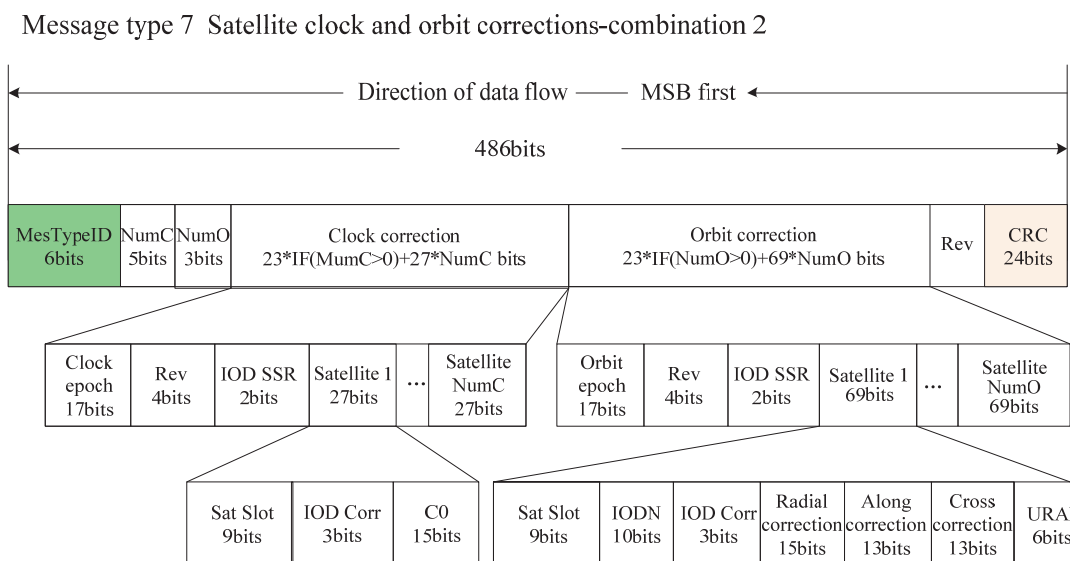 Message type 7 Satellite clock and orbit corrections-combination 2
Direction of data flow
MSB first
486bits
MesTypeID
6bits
NumC
5bits
NumO
3bits
Clock correction
23*IF(MumC>0)+27*NumC bits
Orbit correction
23*IF(NumO>0)+69*NumO bits
Rev
CRC
24bits
Clock
epoch
17bits
Rev
4bits
IOD SSR
2bits
Satellite 1
27bits
...
Satellite
NumC
27bits
Orbit
epoch
17bits
Rev
4bits
IOD SSR
2bits
Satellite 1
69bits
...
Satellite
NumO
69bits
Sat Slot
9bits
IOD Corr
3bits
C0
15bits
Sat Slot
9bits
IODN
10bits
IOD Corr
3bits
Radial
correction
15bits
Along
correction
13bits
Cross
correction
13bits
URAI
6bits